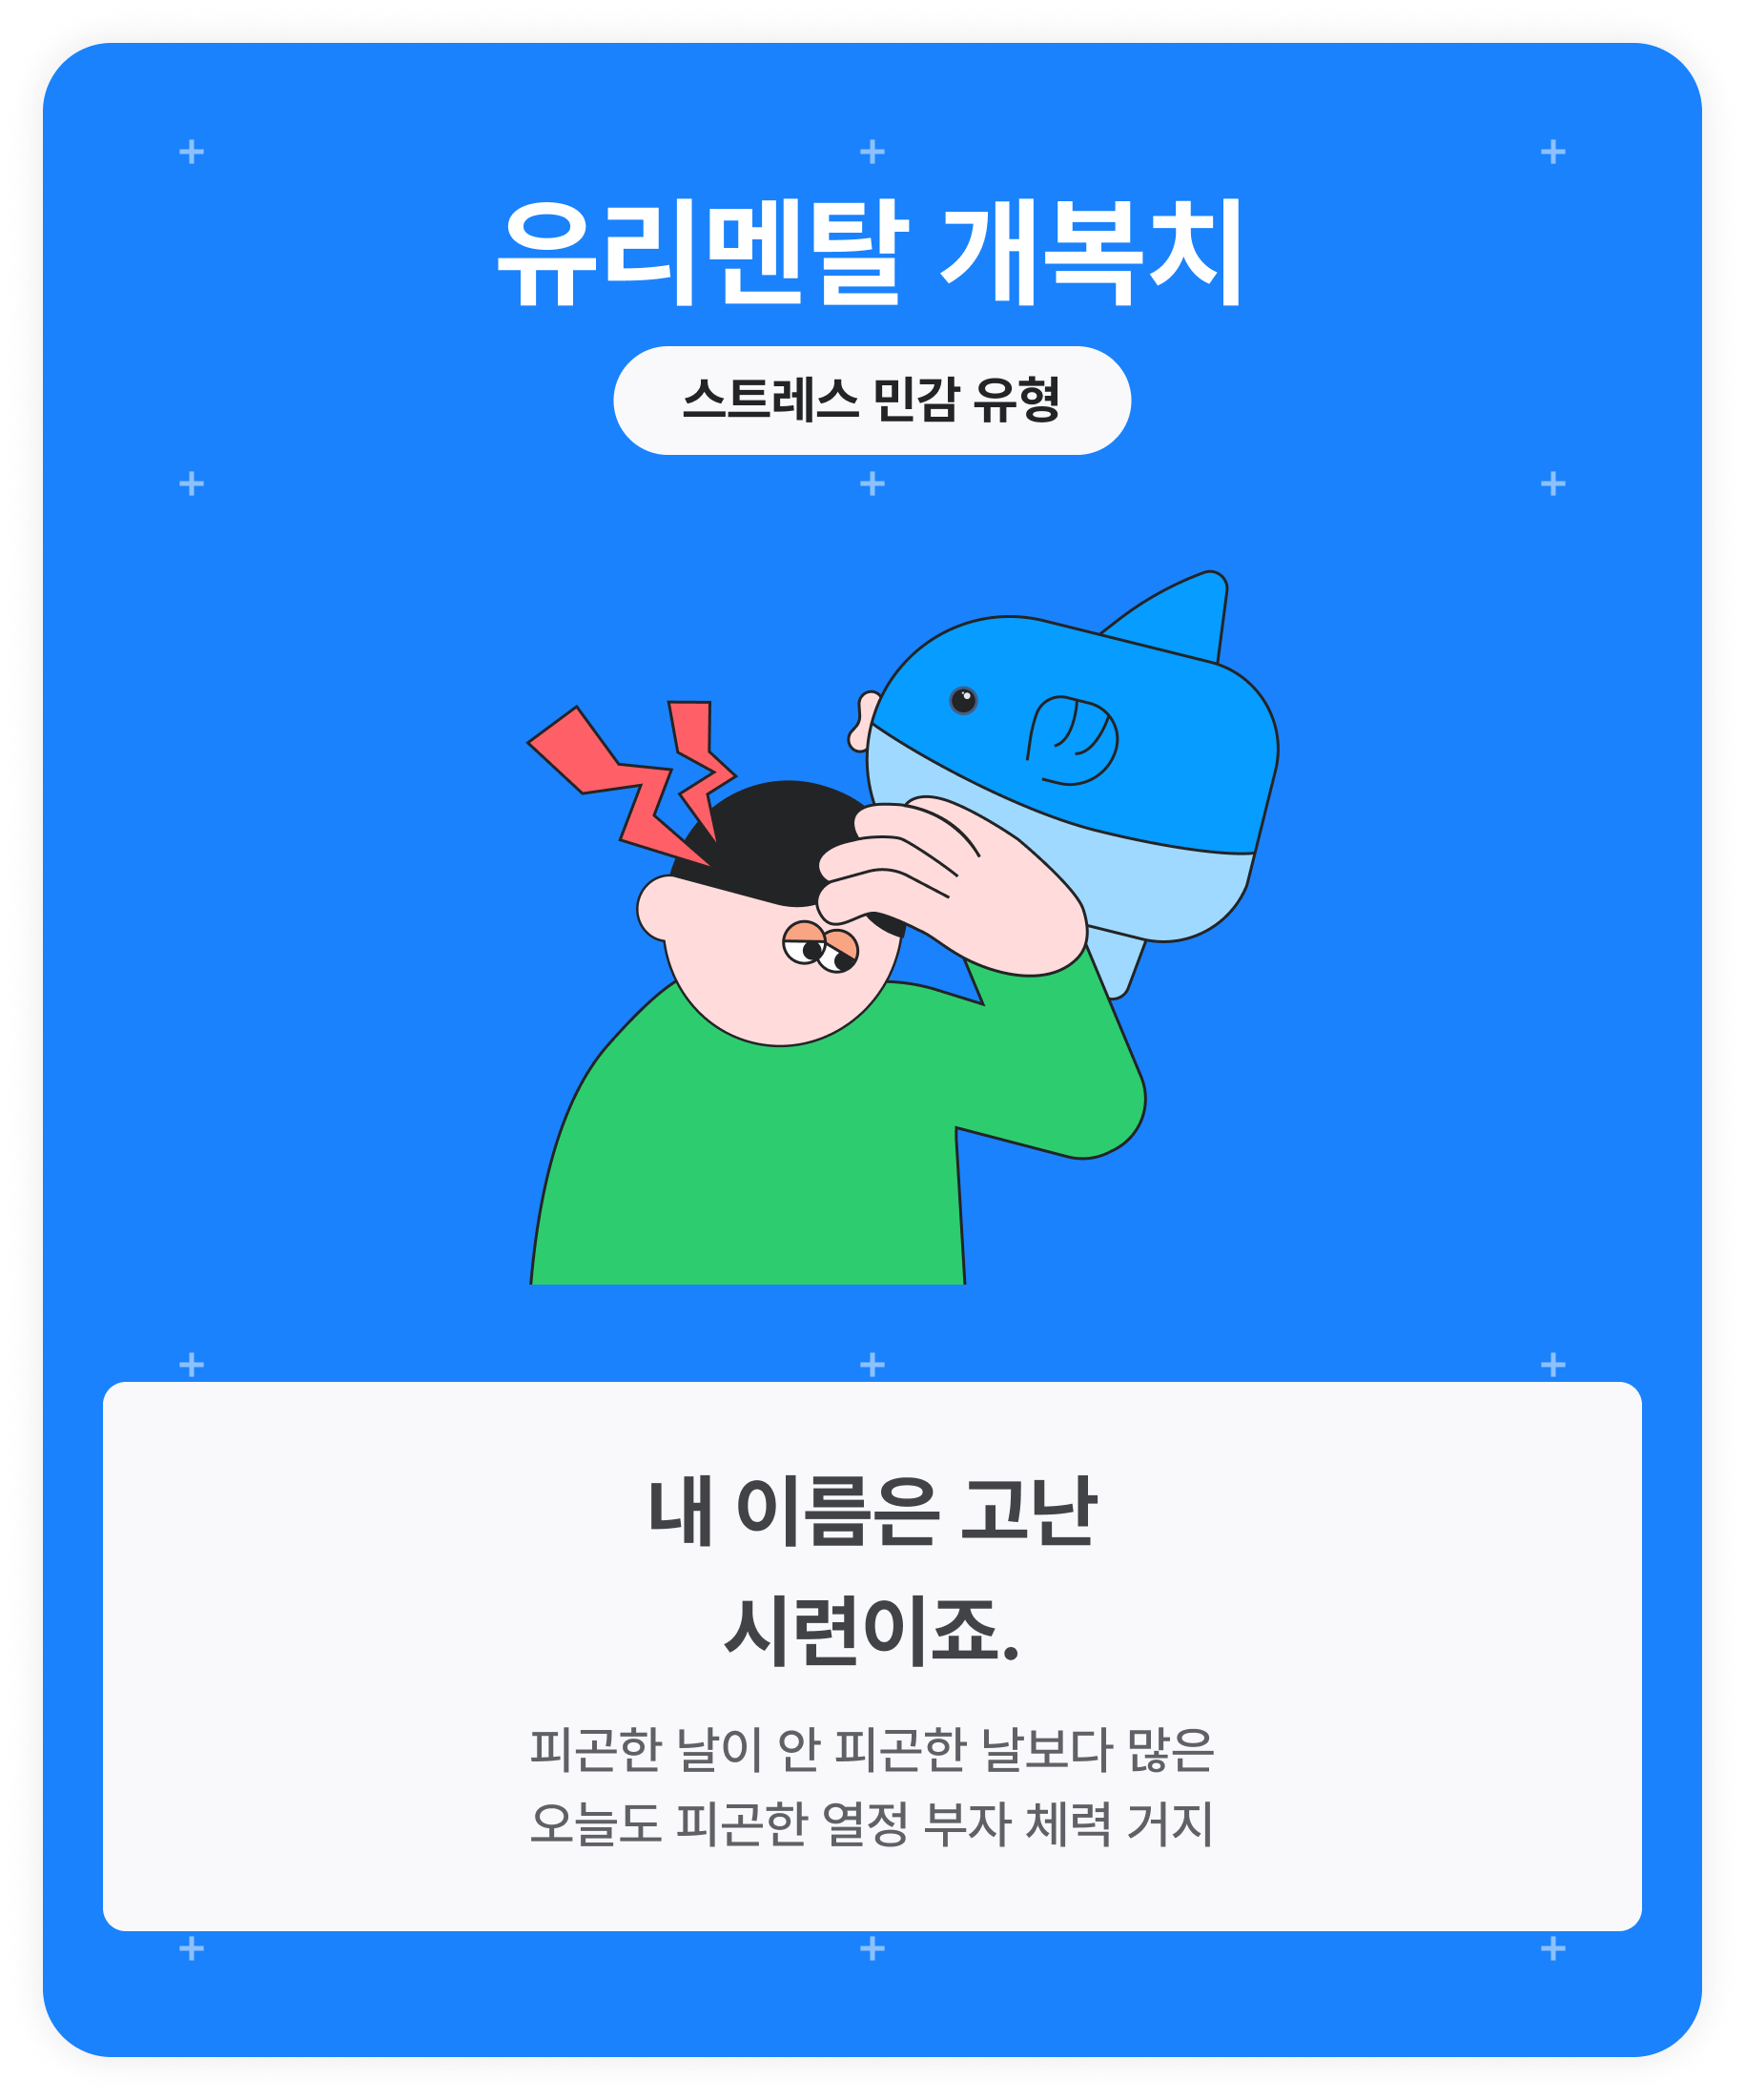 유리멘탈 개복치
스트레스 민감 유형
내 이름은 고난
시련이죠.
피곤한 날이 안 피곤한 날보다 많은
오늘도 피곤한 열정 부자 체력 거지